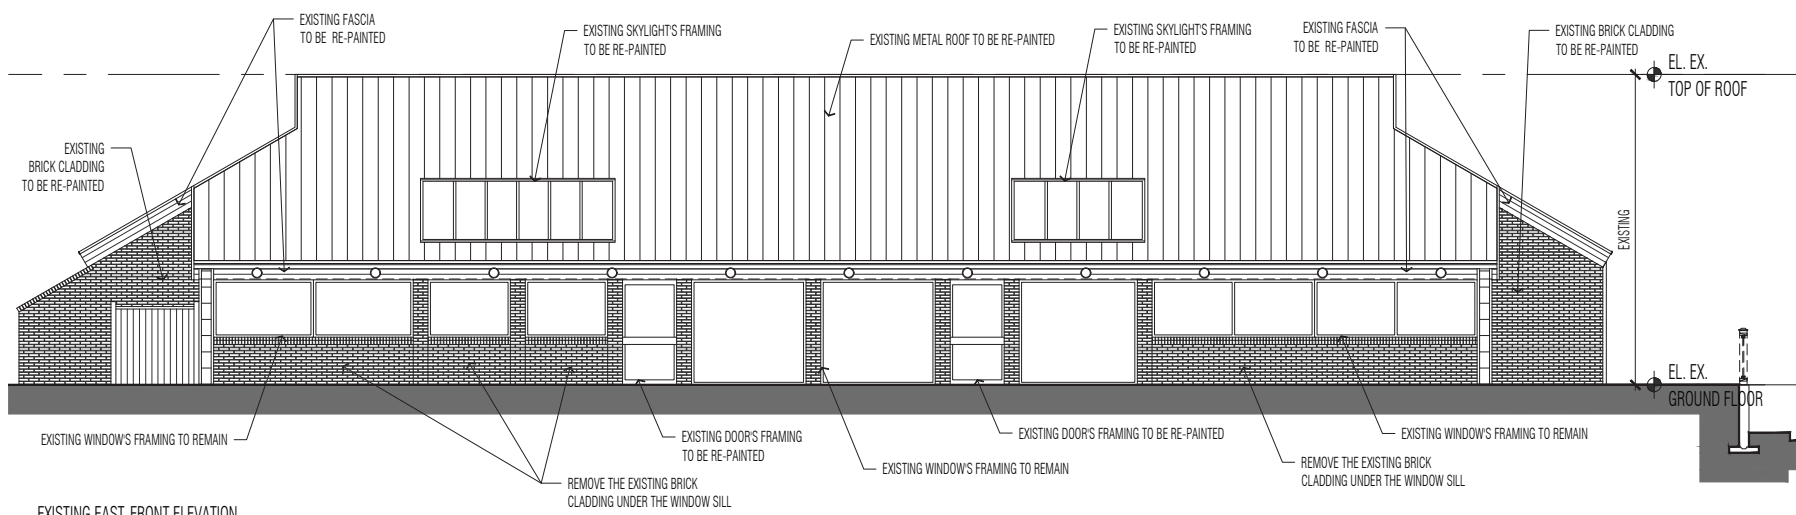 EXISTING FASCIA
TO BE RE-PAINTED
EXISTING SKYLIGHT'S FRAMING
TO BE RE-PAINTED
EXISTING METAL ROOF TO BE RE-PAINTED
EXISTING SKYLIGHT'S FRAMING
TO BE RE-PAINTED
EXISTING FASCIA
TO BE RE-PAINTED
EXISTING BRICK CLADDING
TO BE RE-PAINTED
EL. EX.
TOP OF ROOF
EXISTING
BRICK CLADDING
TO BE RE-PAINTED
EXISTING
EL. EX.
GROUND FLOOR
EXISTING WINDOW'S FRAMING TO REMAIN
EXISTING DOOR'S FRAMING
TO BE RE-PAINTED
EXISTING DOOR'S FRAMING TO BE RE-PAINTED
EXISTING WINDOW'S FRAMING TO REMAIN
EXISTING WINDOW'S FRAMING TO REMAIN
REMOVE THE EXISTING BRICK
CLADDING UNDER THE WINDOW SILL
REMOVE THE EXISTING BRICK
CLADDING UNDER THE WINDOW SILL
EXISTING EAST FRONT ELEVATION